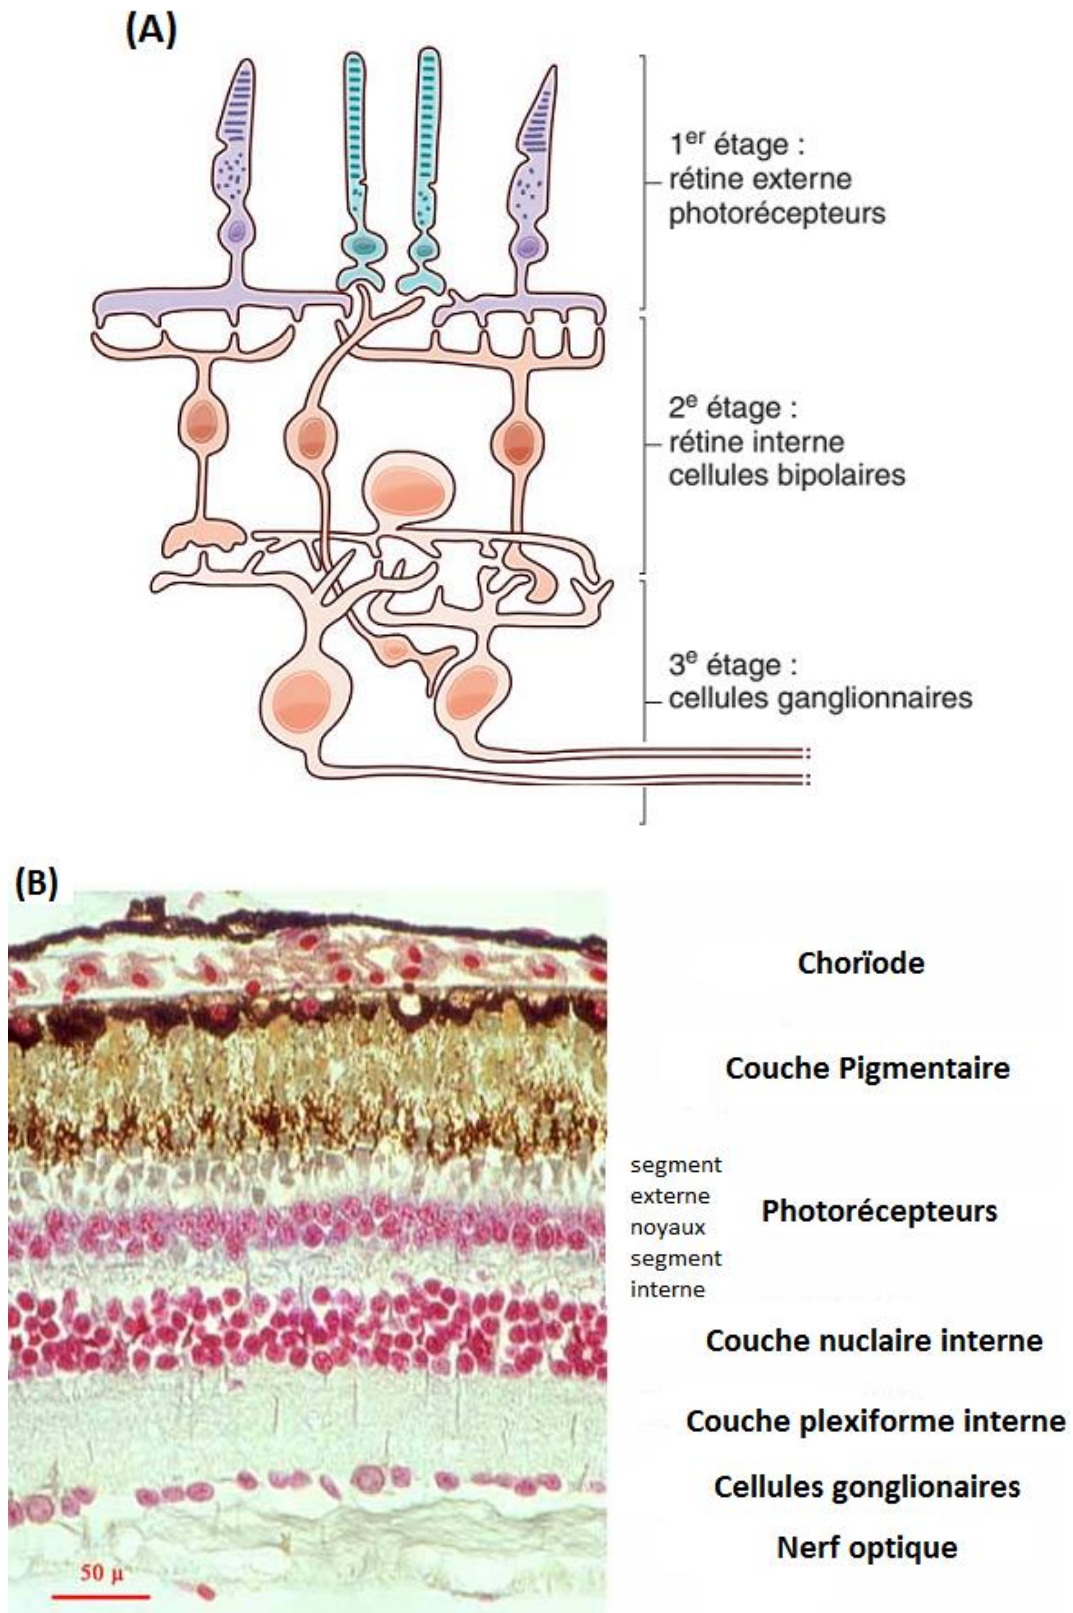 (A)
1er étage :
rétine externe
photorécepteurs
2e étage :
rétine interne
cellules bipolaires
3e étage :
cellules ganglionnaires
(B)
Chorïode
Couche Pigmentaire
segment
externe
noyaux
segment
interne
Photorécepteurs
Couche nuclaire interne
Couche plexiforme interne
Cellules gonglionaires
Nerf optique
50 µ